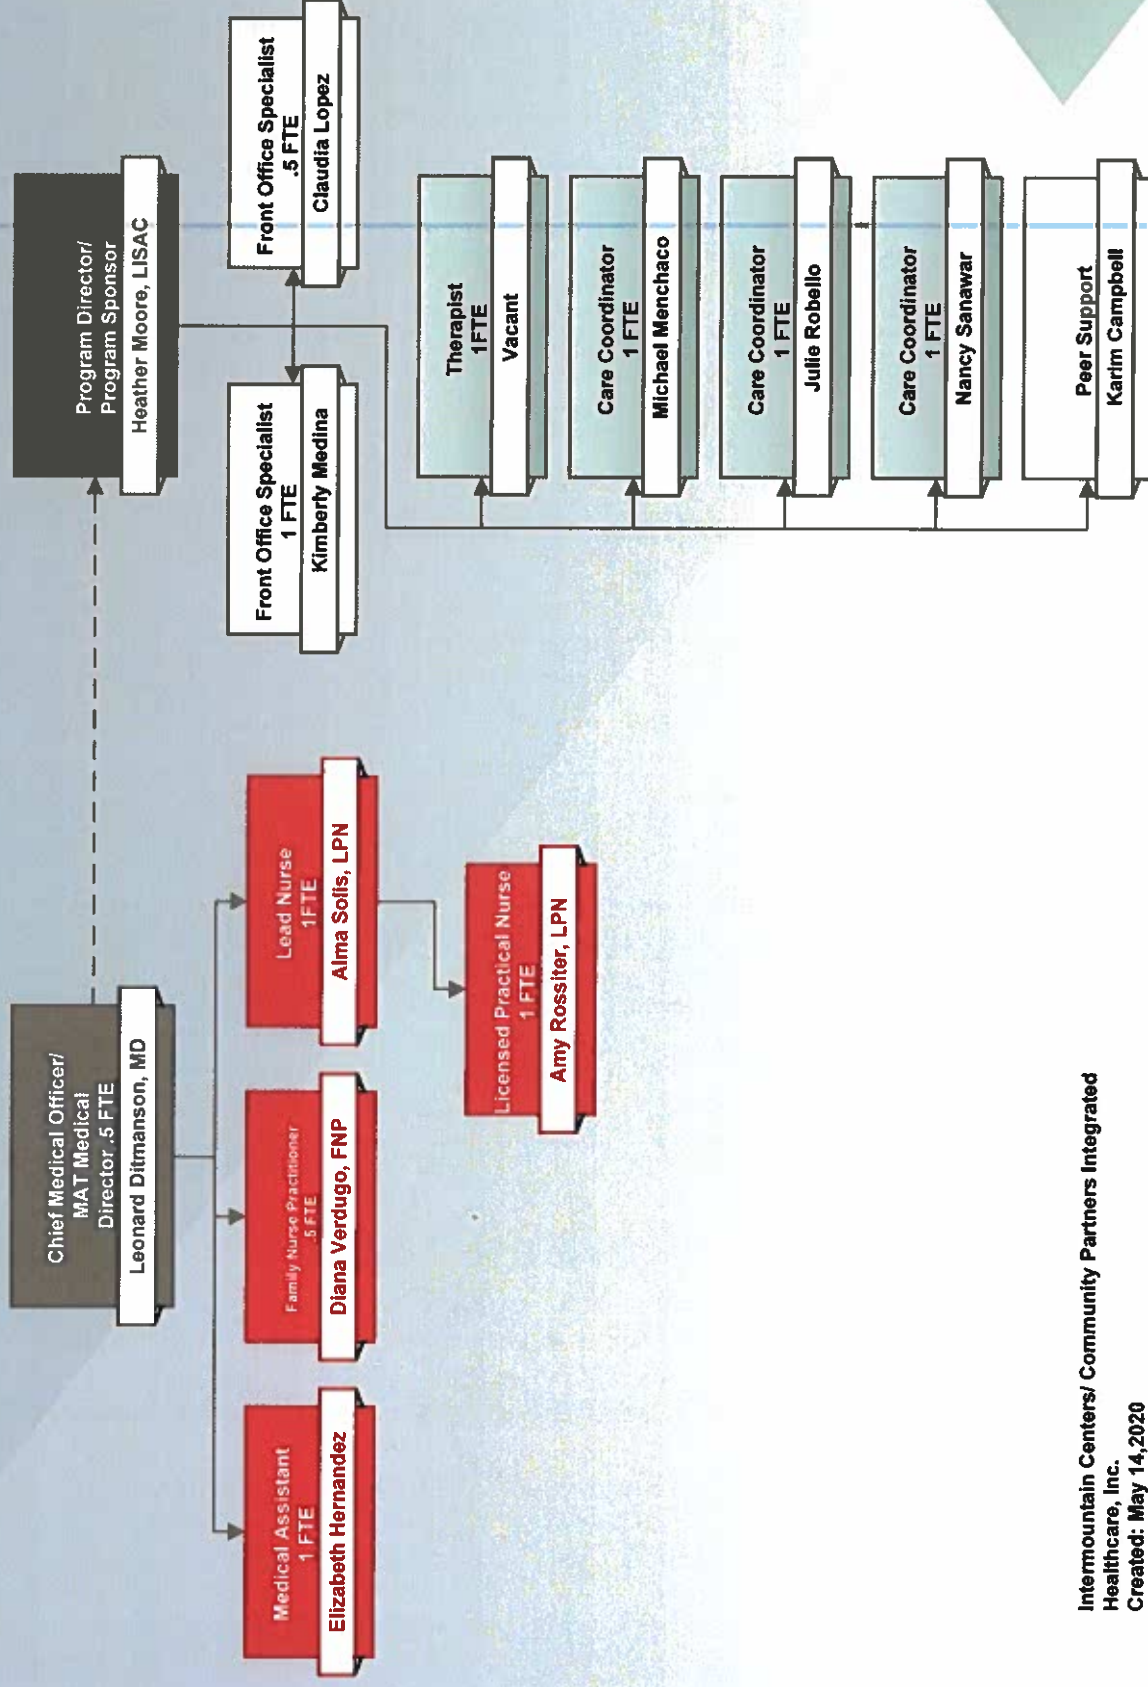 Chief Medical Officer/
MAT Medical
Director .5 FTE
Leonard Ditmanson, MD
Program Director/
Program Sponsor
Heather Moore, LISAC
Medical Assistant
1 FTE
Elizabeth Hernandez
Family Nurse Practitioner
.5 FTE
Diana Verdugo, FNP
Lead Nurse
1FTE
Alma Solis, LPN
Licensed Practical Nurse
1 FTE
Amy Rossiter, LPN
Front Office Specialist
1 FTE
Kimberly Medina
Front Office Specialist
.5 FTE
Claudia Lopez
Therapist
1FTE
Vacant
Care Coordinator
1 FTE
Michael Menchaco
Care Coordinator
1 FTE
Julie Robello
Care Coordinator
1 FTE
Nancy Sanawar
Peer Support
Karim Campbell
Intermountain Centers/ Community Partners Integrated
Healthcare, Inc.
Created: May 14,2020